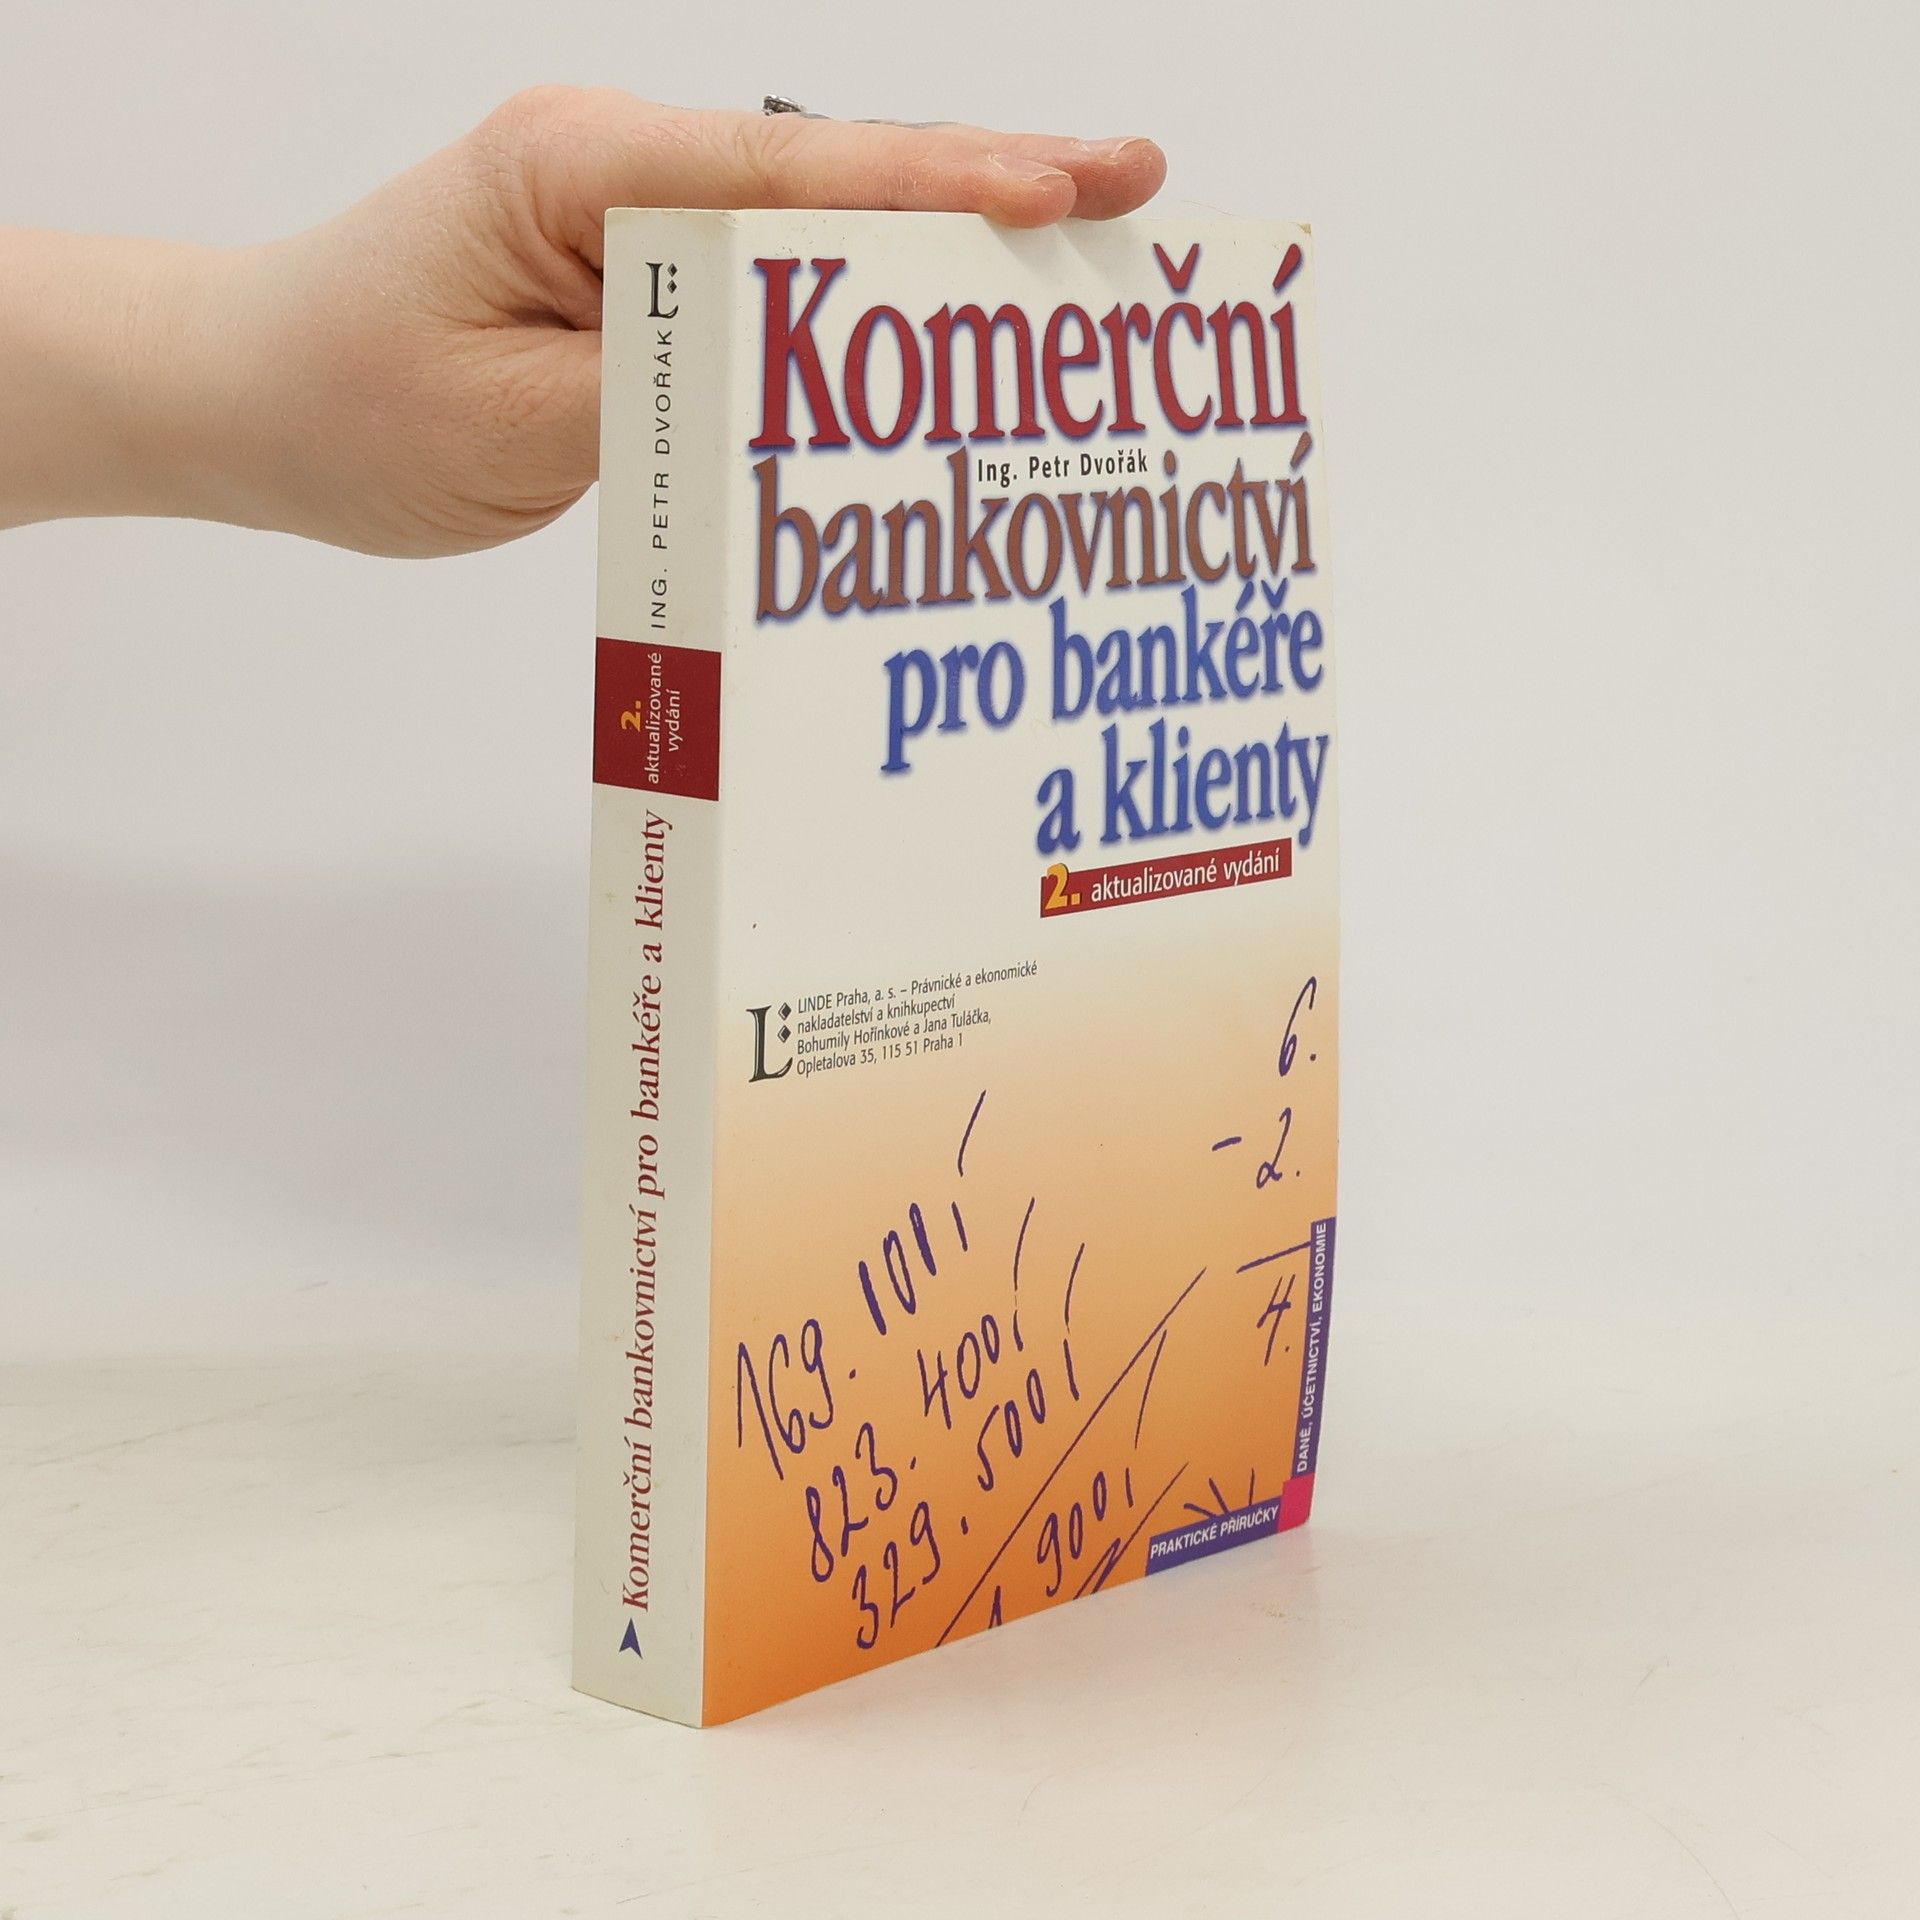 L
ING. PETR DVOŘÁK
2.
aktualizované
vydání
Komerční bankovnictví pro bankéře a klienty
Komerční
Ing. Petr Dvořák
bankovnictví
pro bankéře
a klienty
2. aktualizované vydání
L
LINDE Praha, a. s. – Právnické a ekonomické
nakladatelství a knihkupectví
Bohumily Hořínkové a Jana Tuláčka,
Opletalova 35, 115 51 Praha 1
6.
- 2.
4.
169. 100
823. 400
329. 500
900
DANĚ, ÚČETNICTVÍ, EKONOMIE
PRAKTICKÉ PŘÍRUČKY